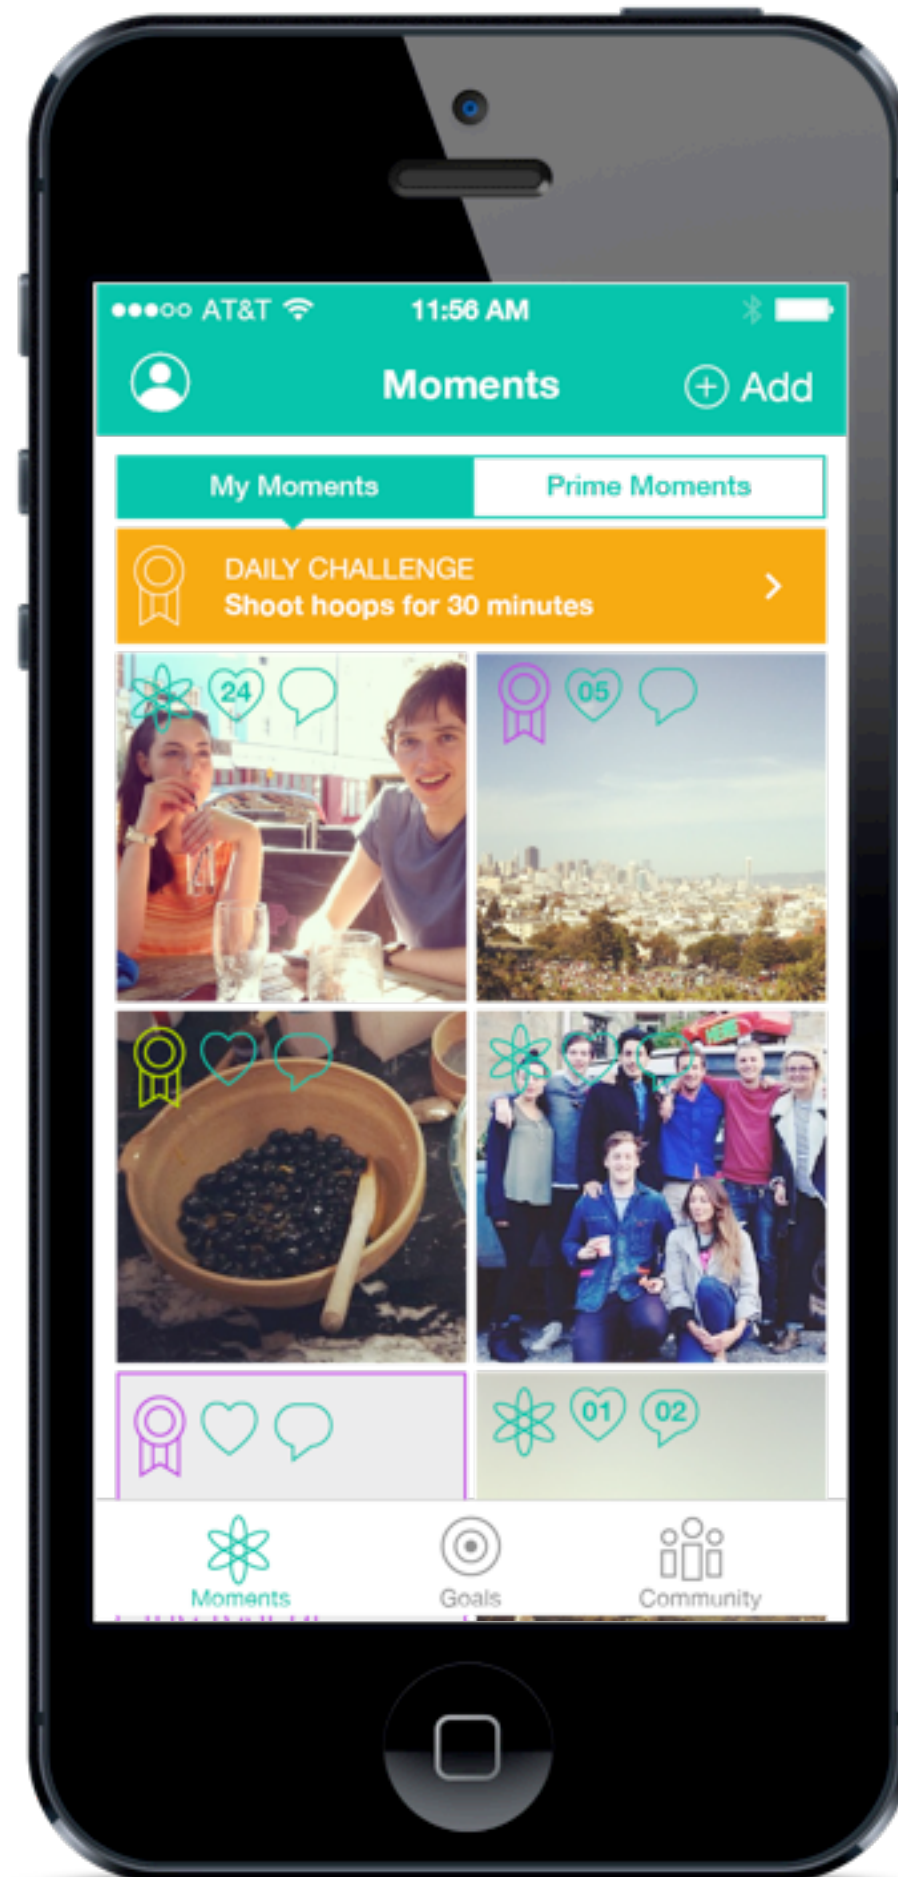 AT&T 11:56 AM
Moments Add
My Moments Prime Moments
DAILY CHALLENGE
Shoot hoops for 30 minutes
24 05
01 02
Moments Goals Community